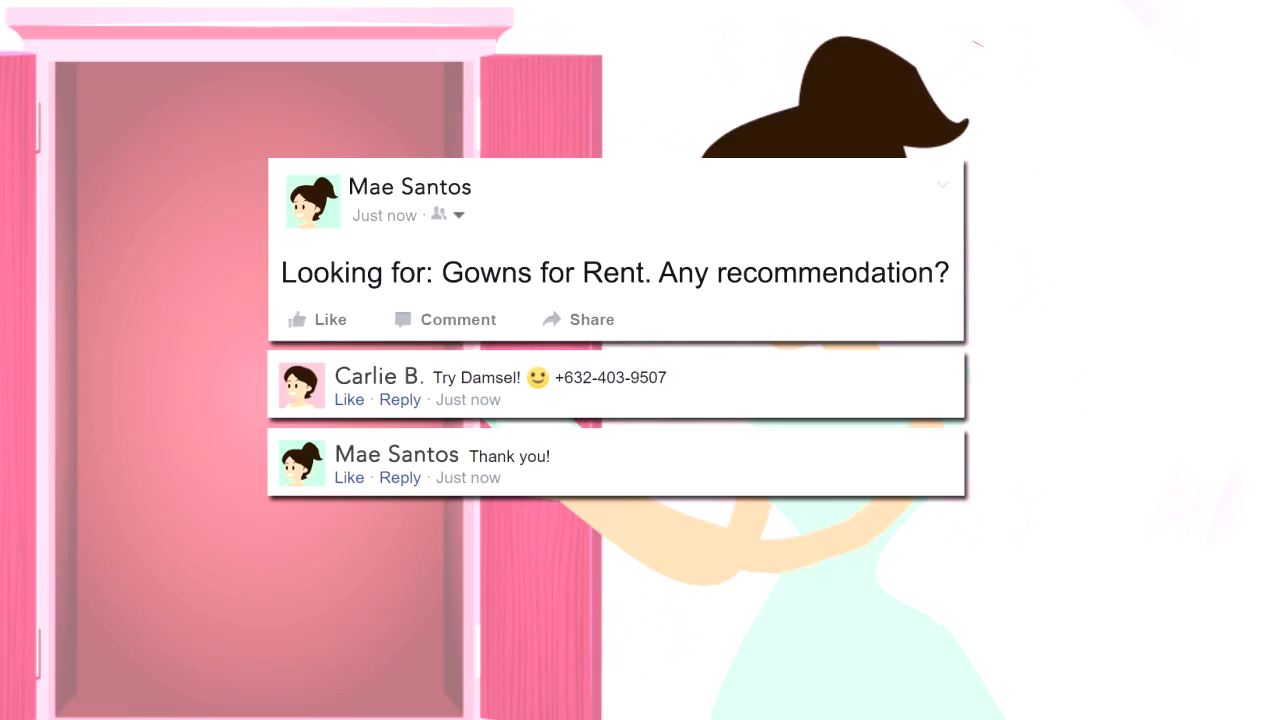 Mae Santos
Just now ·
Looking for: Gowns for Rent. Any recommendation?
Like Comment Share
Carlie B. Try Damsel! 🙂 +632-403-9507
Like · Reply · Just now
Mae Santos Thank you!
Like · Reply · Just now